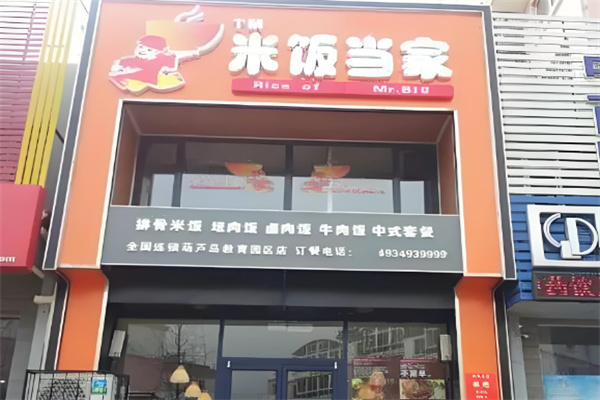 TM
米饭当家
Rice of Mr.BIG
排骨米饭 坛肉饭 卤肉饭 牛肉饭 中式套餐
全国连锁葫芦岛教育园区店 订餐电话: 4934939999
.com